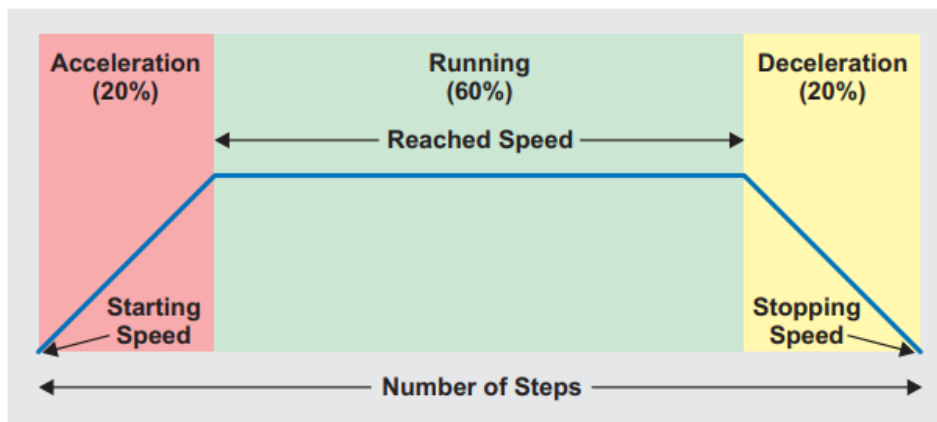 Acceleration
(20%)
Running
(60%)
Deceleration
(20%)
Reached Speed
Starting
Speed
Stopping
Speed
Number of Steps